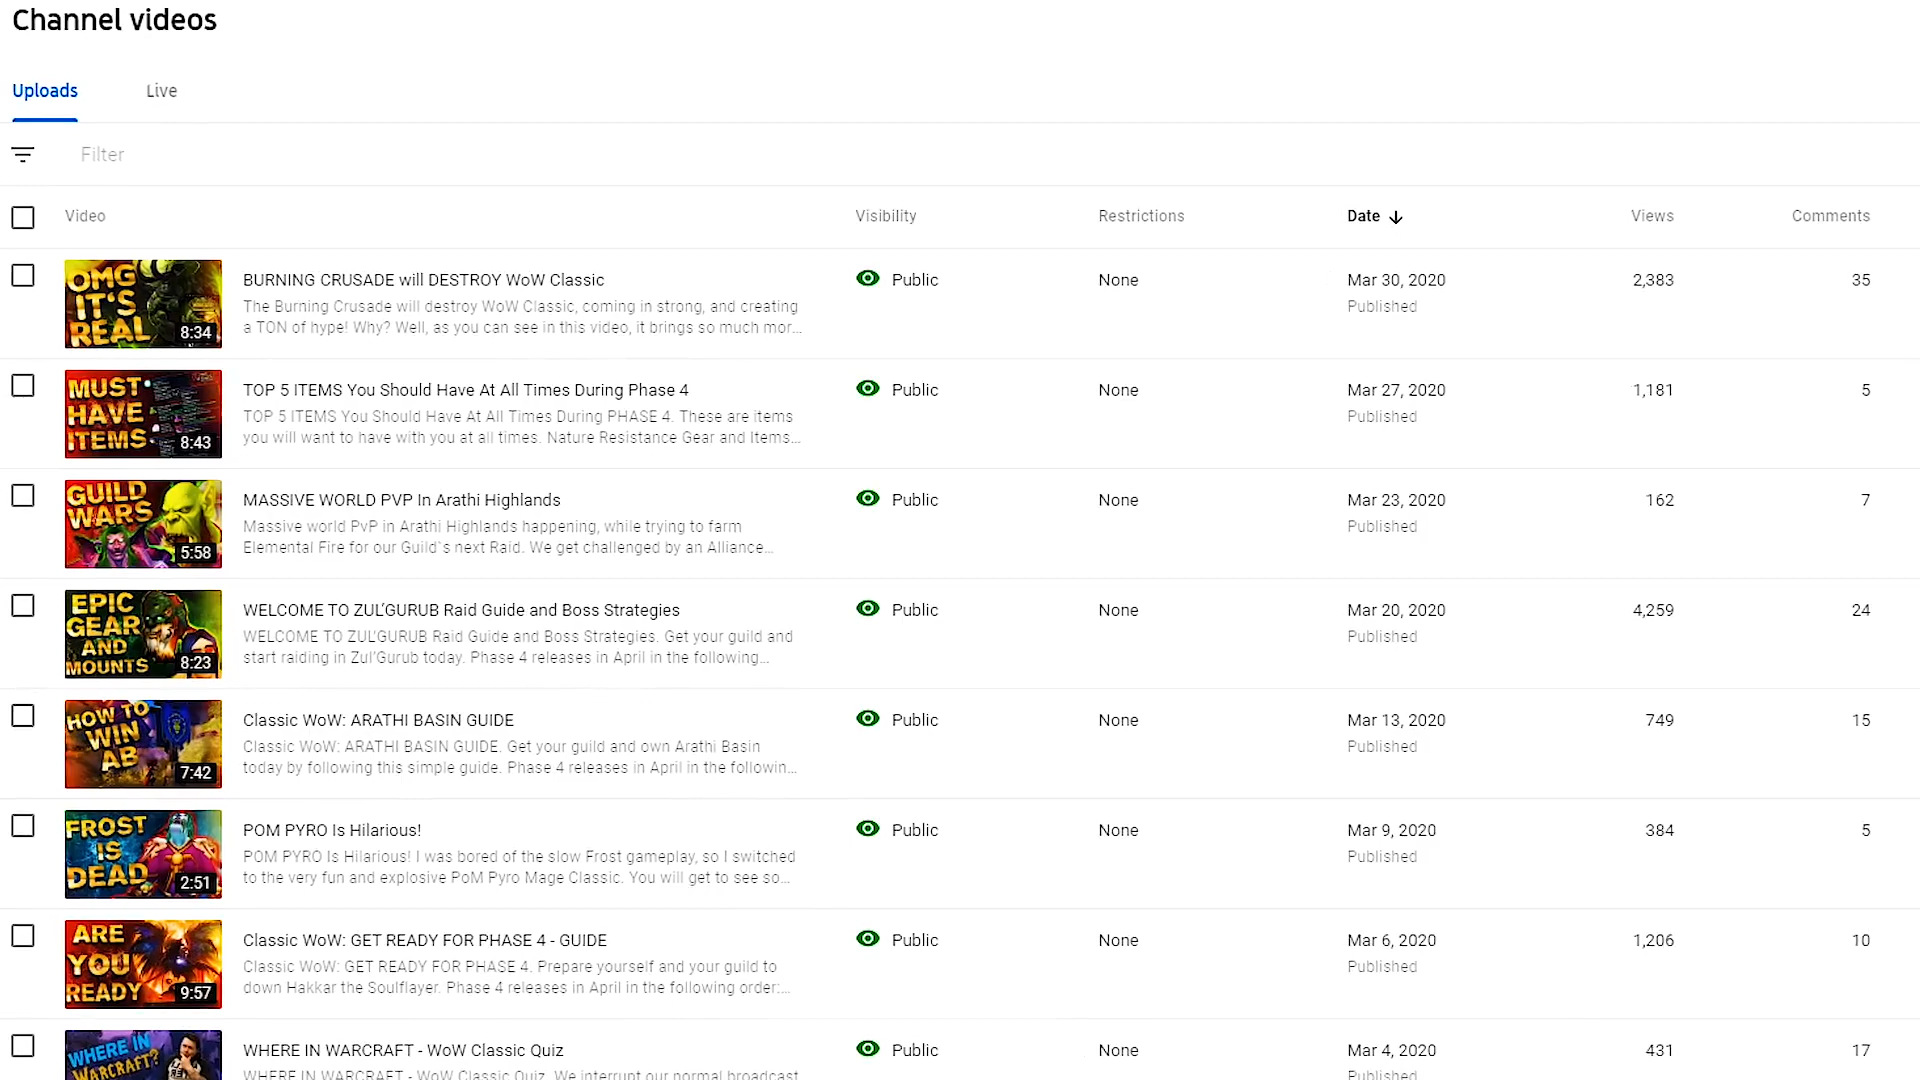 Channel videos
Uploads Live
Filter
Video Visibility Restrictions Date Views Comments
OMG
IT'S
REAL
8:34
BURNING CRUSADE will DESTROY WoW Classic
The Burning Crusade will destroy WoW Classic, coming in strong, and creating
a TON of hype! Why? Well, as you can see in this video, it brings so much mor...
Public None Mar 30, 2020 2,383 35
Published
MUST
HAVE
ITEMS
8:43
TOP 5 ITEMS You Should Have At All Times During Phase 4
TOP 5 ITEMS You Should Have At All Times During PHASE 4. These are items
you will want to have with you at all times. Nature Resistance Gear and Items...
Public None Mar 27, 2020 1,181 5
Published
GUILD
WARS
5:58
MASSIVE WORLD PVP In Arathi Highlands
Massive world PvP in Arathi Highlands happening, while trying to farm
Elemental Fire for our Guild`s next Raid. We get challenged by an Alliance...
Public None Mar 23, 2020 162 7
Published
EPIC
GEAR
AND
MOUNTS
8:23
WELCOME TO ZUL’GURUB Raid Guide and Boss Strategies
WELCOME TO ZUL’GURUB Raid Guide and Boss Strategies. Get your guild and
start raiding in Zul’Gurub today. Phase 4 releases in April in the following...
Public None Mar 20, 2020 4,259 24
Published
HOW TO
WIN
AB
7:42
Classic WoW: ARATHI BASIN GUIDE
Classic WoW: ARATHI BASIN GUIDE. Get your guild and own Arathi Basin
today by following this simple guide. Phase 4 releases in April in the followin...
Public None Mar 13, 2020 749 15
Published
FROST
IS
DEAD
2:51
POM PYRO Is Hilarious!
POM PYRO Is Hilarious! I was bored of the slow Frost gameplay, so I switched
to the very fun and explosive PoM Pyro Mage Classic. You will get to see so...
Public None Mar 9, 2020 384 5
Published
ARE
YOU
READY
9:57
Classic WoW: GET READY FOR PHASE 4 - GUIDE
Classic WoW: GET READY FOR PHASE 4. Prepare yourself and your guild to
down Hakkar the Soulflayer. Phase 4 releases in April in the following order:...
Public None Mar 6, 2020 1,206 10
Published
WHERE IN
WARCRAFT?
WHERE IN WARCRAFT - WoW Classic Quiz
WHERE IN WARCRAFT - WoW Classic Quiz. We interrupt our normal broadcast
Public None Mar 4, 2020 431 17
Published